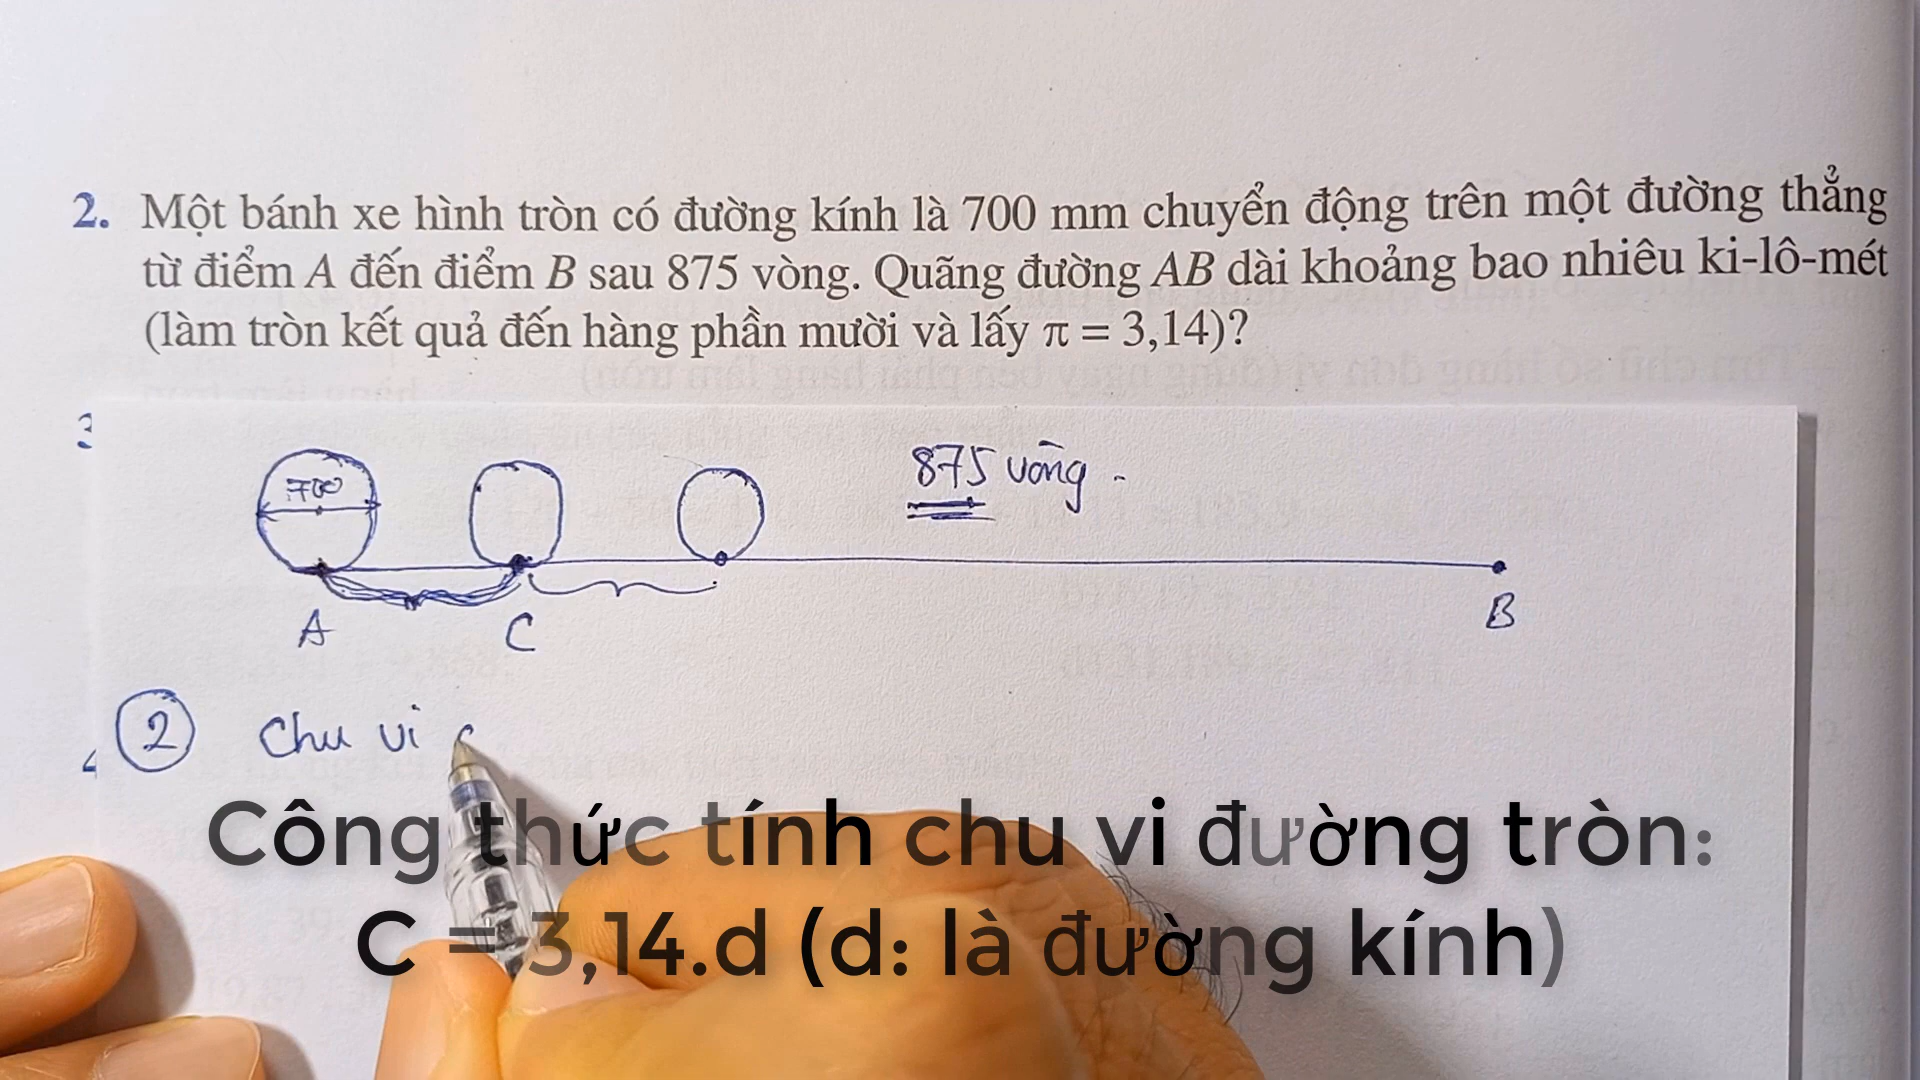 2. Một bánh xe hình tròn có đường kính là 700 mm chuyển động trên một đường thẳng
từ điểm A đến điểm B sau 875 vòng. Quãng đường AB dài khoảng bao nhiêu ki-lô-mét
(làm tròn kết quả đến hàng phần mười và lấy π = 3,14)?
3
700
875 vòng.
A C B
2 Chu vi c
Công thức tính chu vi đường tròn:
C = 3,14.d (d: là đường kính)